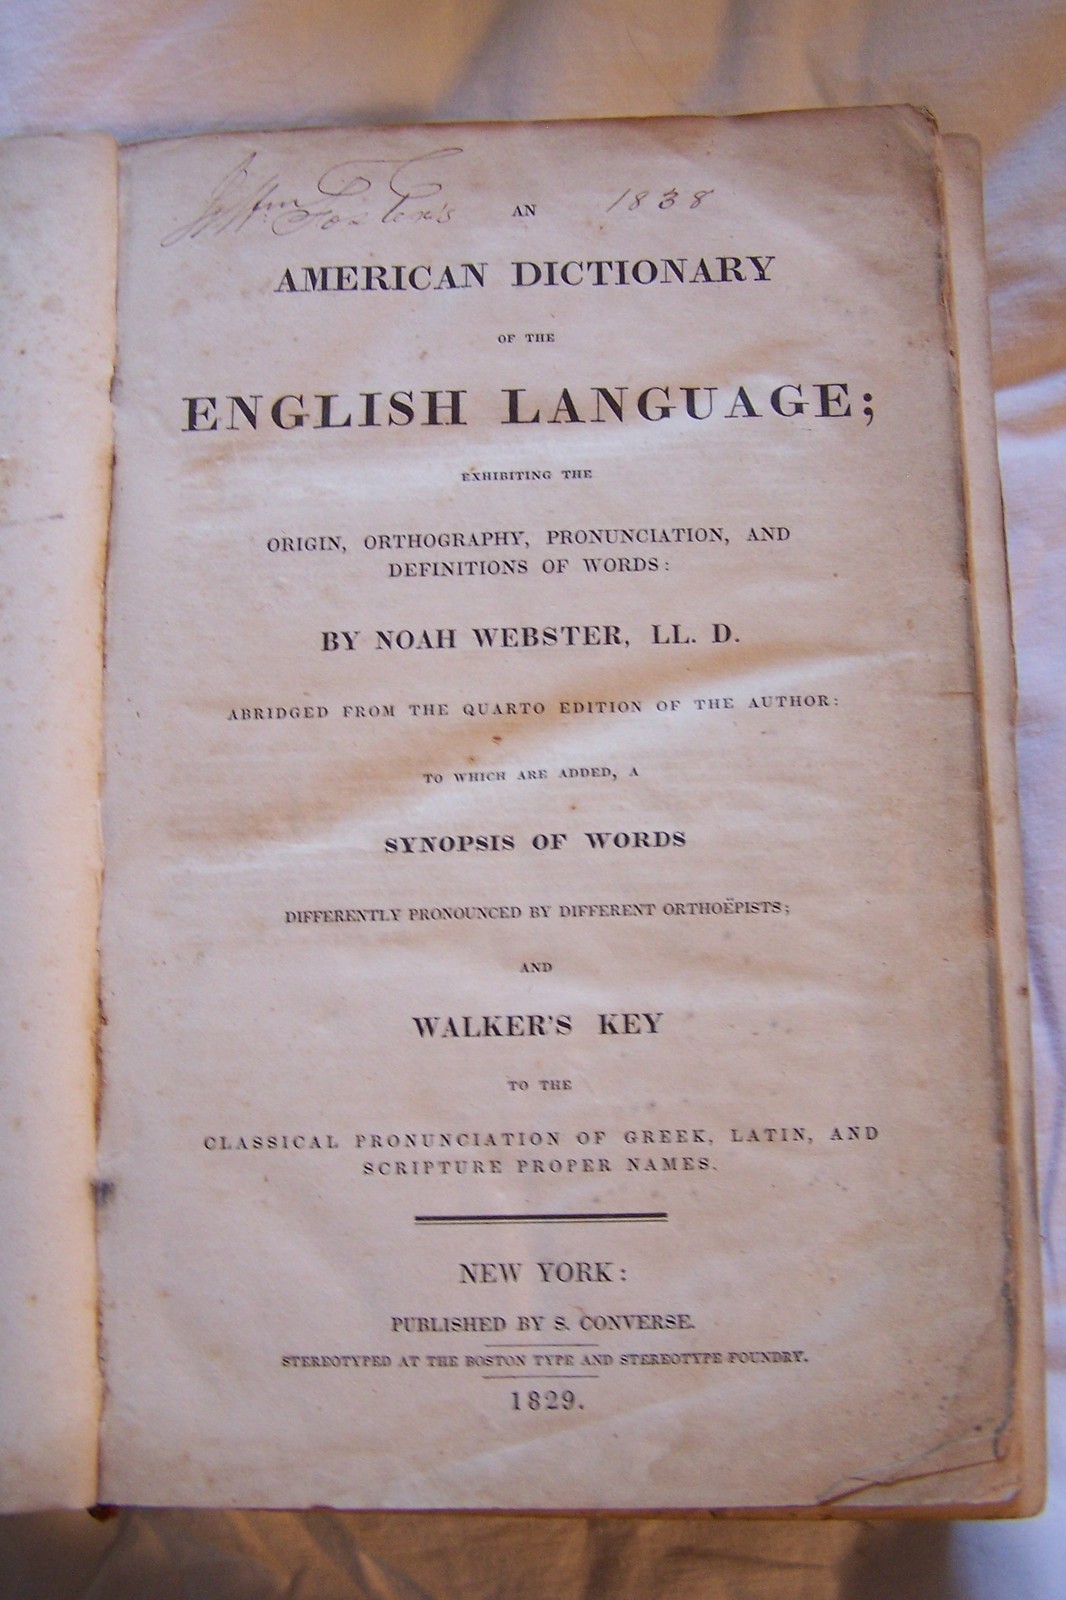 Wm Foster's 1838
AN
AMERICAN DICTIONARY
OF THE
ENGLISH LANGUAGE;
EXHIBITING THE
ORIGIN, ORTHOGRAPHY, PRONUNCIATION, AND
DEFINITIONS OF WORDS:
BY NOAH WEBSTER, LL. D.
ABRIDGED FROM THE QUARTO EDITION OF THE AUTHOR:
TO WHICH ARE ADDED, A
SYNOPSIS OF WORDS
DIFFERENTLY PRONOUNCED BY DIFFERENT ORTHOËPISTS;
AND
WALKER'S KEY
TO THE
CLASSICAL PRONUNCIATION OF GREEK, LATIN, AND
SCRIPTURE PROPER NAMES.
NEW YORK:
PUBLISHED BY S. CONVERSE.
STEREOTYPED AT THE BOSTON TYPE AND STEREOTYPE FOUNDRY.
1829.